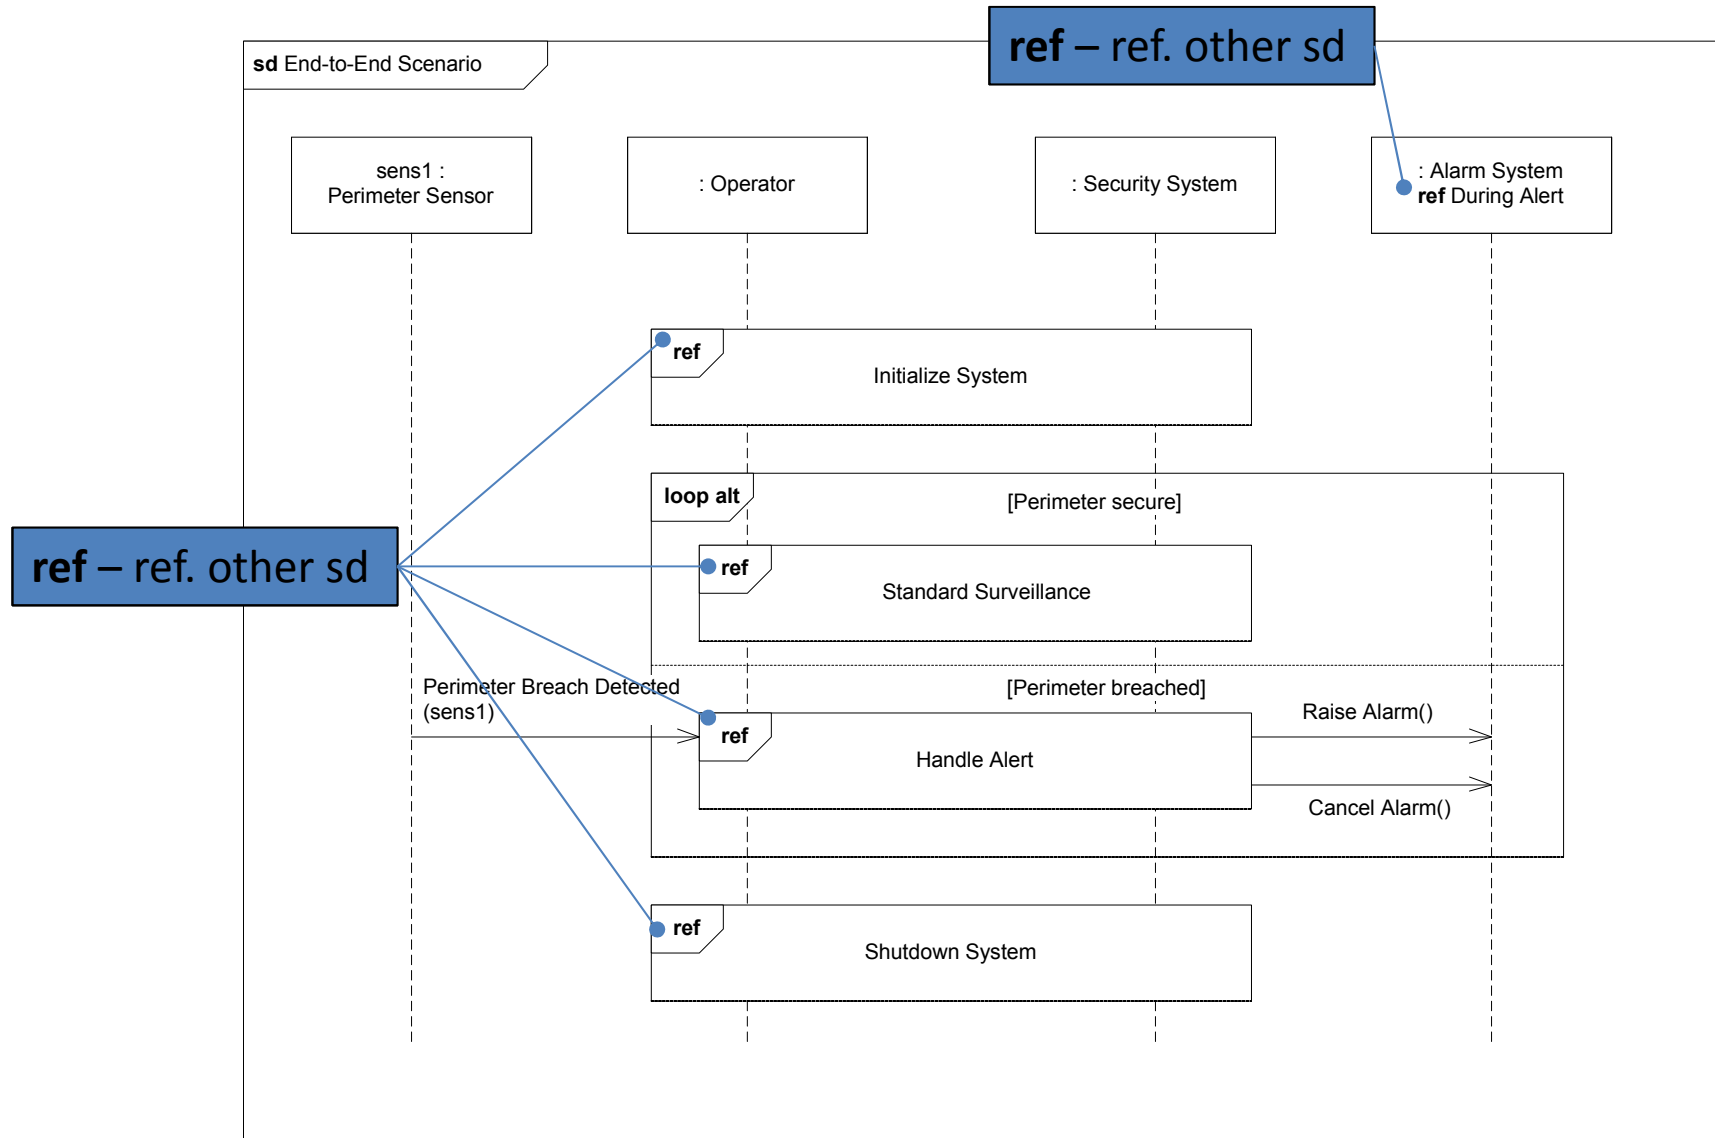 ref – ref. other sd
sd End-to-End Scenario
sens1 :
Perimeter Sensor
: Operator
: Security System
: Alarm System
ref During Alert
ref
Initialize System
loop alt
[Perimeter secure]
ref – ref. other sd
ref
Standard Surveillance
Perimeter Breach Detected
(sens1)
[Perimeter breached]
ref
Handle Alert
Raise Alarm()
Cancel Alarm()
ref
Shutdown System